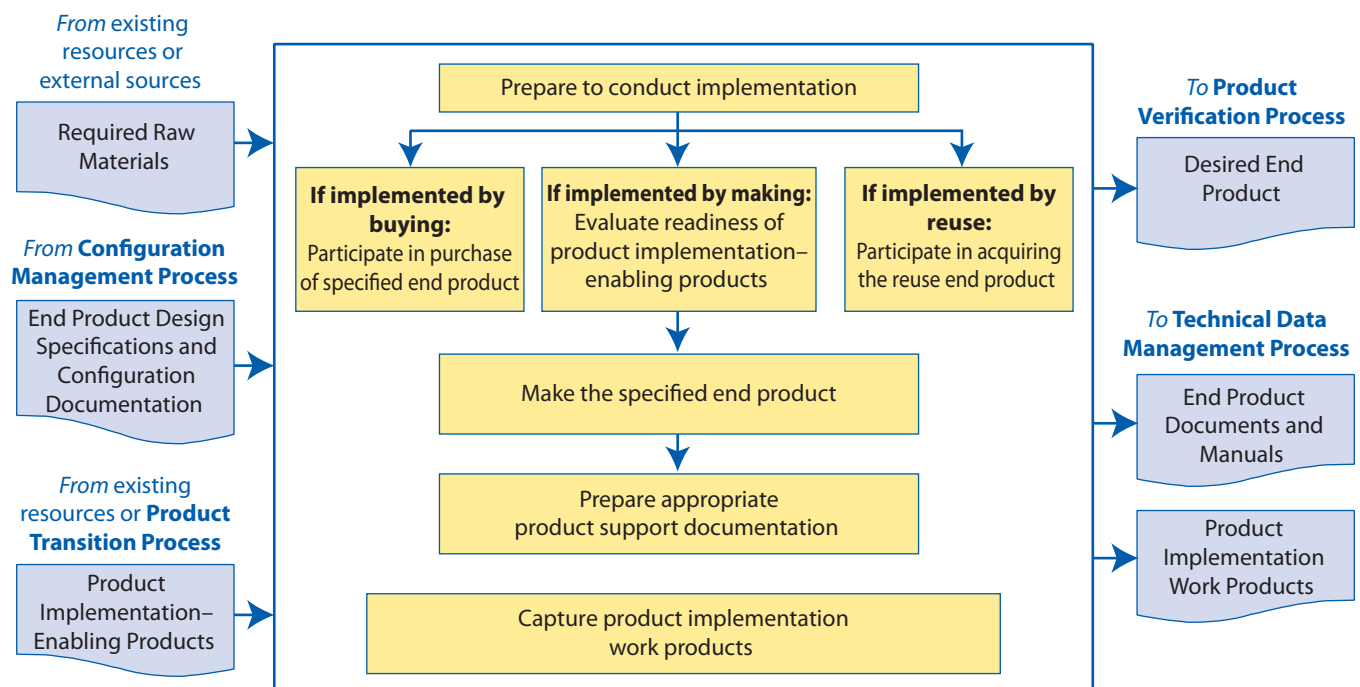 From existing
resources or
external sources
Required Raw
Materials
From Configuration
Management Process
End Product Design
Specifications and
Configuration
Documentation
From existing
resources or Product
Transition Process
Product
Implementation–
Enabling Products
Prepare to conduct implementation
If implemented by
buying:
Participate in purchase
of specified end product
If implemented by making:
Evaluate readiness of
product implementation–
enabling products
If implemented by
reuse:
Participate in acquiring
the reuse end product
Make the specified end product
Prepare appropriate
product support documentation
Capture product implementation
work products
To Product
Verification Process
Desired End
Product
To Technical Data
Management Process
End Product
Documents and
Manuals
Product
Implementation
Work Products